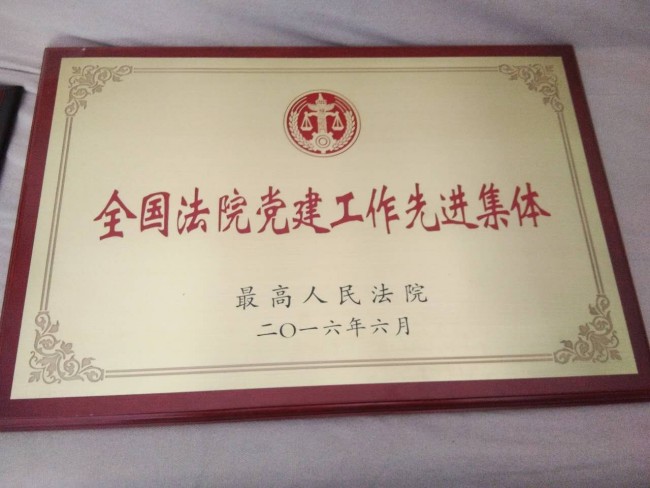 全国法院党建工作先进集体
最高人民法院
二〇一六年六月